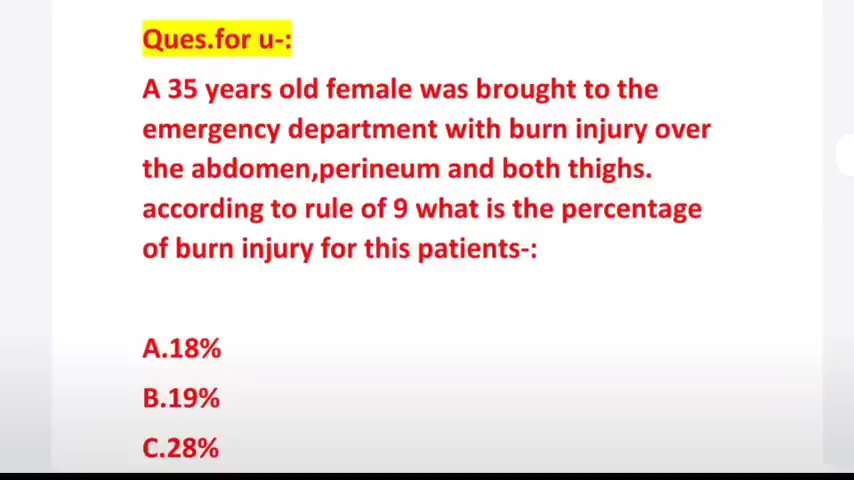 Ques.for u-:
A 35 years old female was brought to the
emergency department with burn injury over
the abdomen,perineum and both thighs.
according to rule of 9 what is the percentage
of burn injury for this patients-:
A.18%
B.19%
C.28%